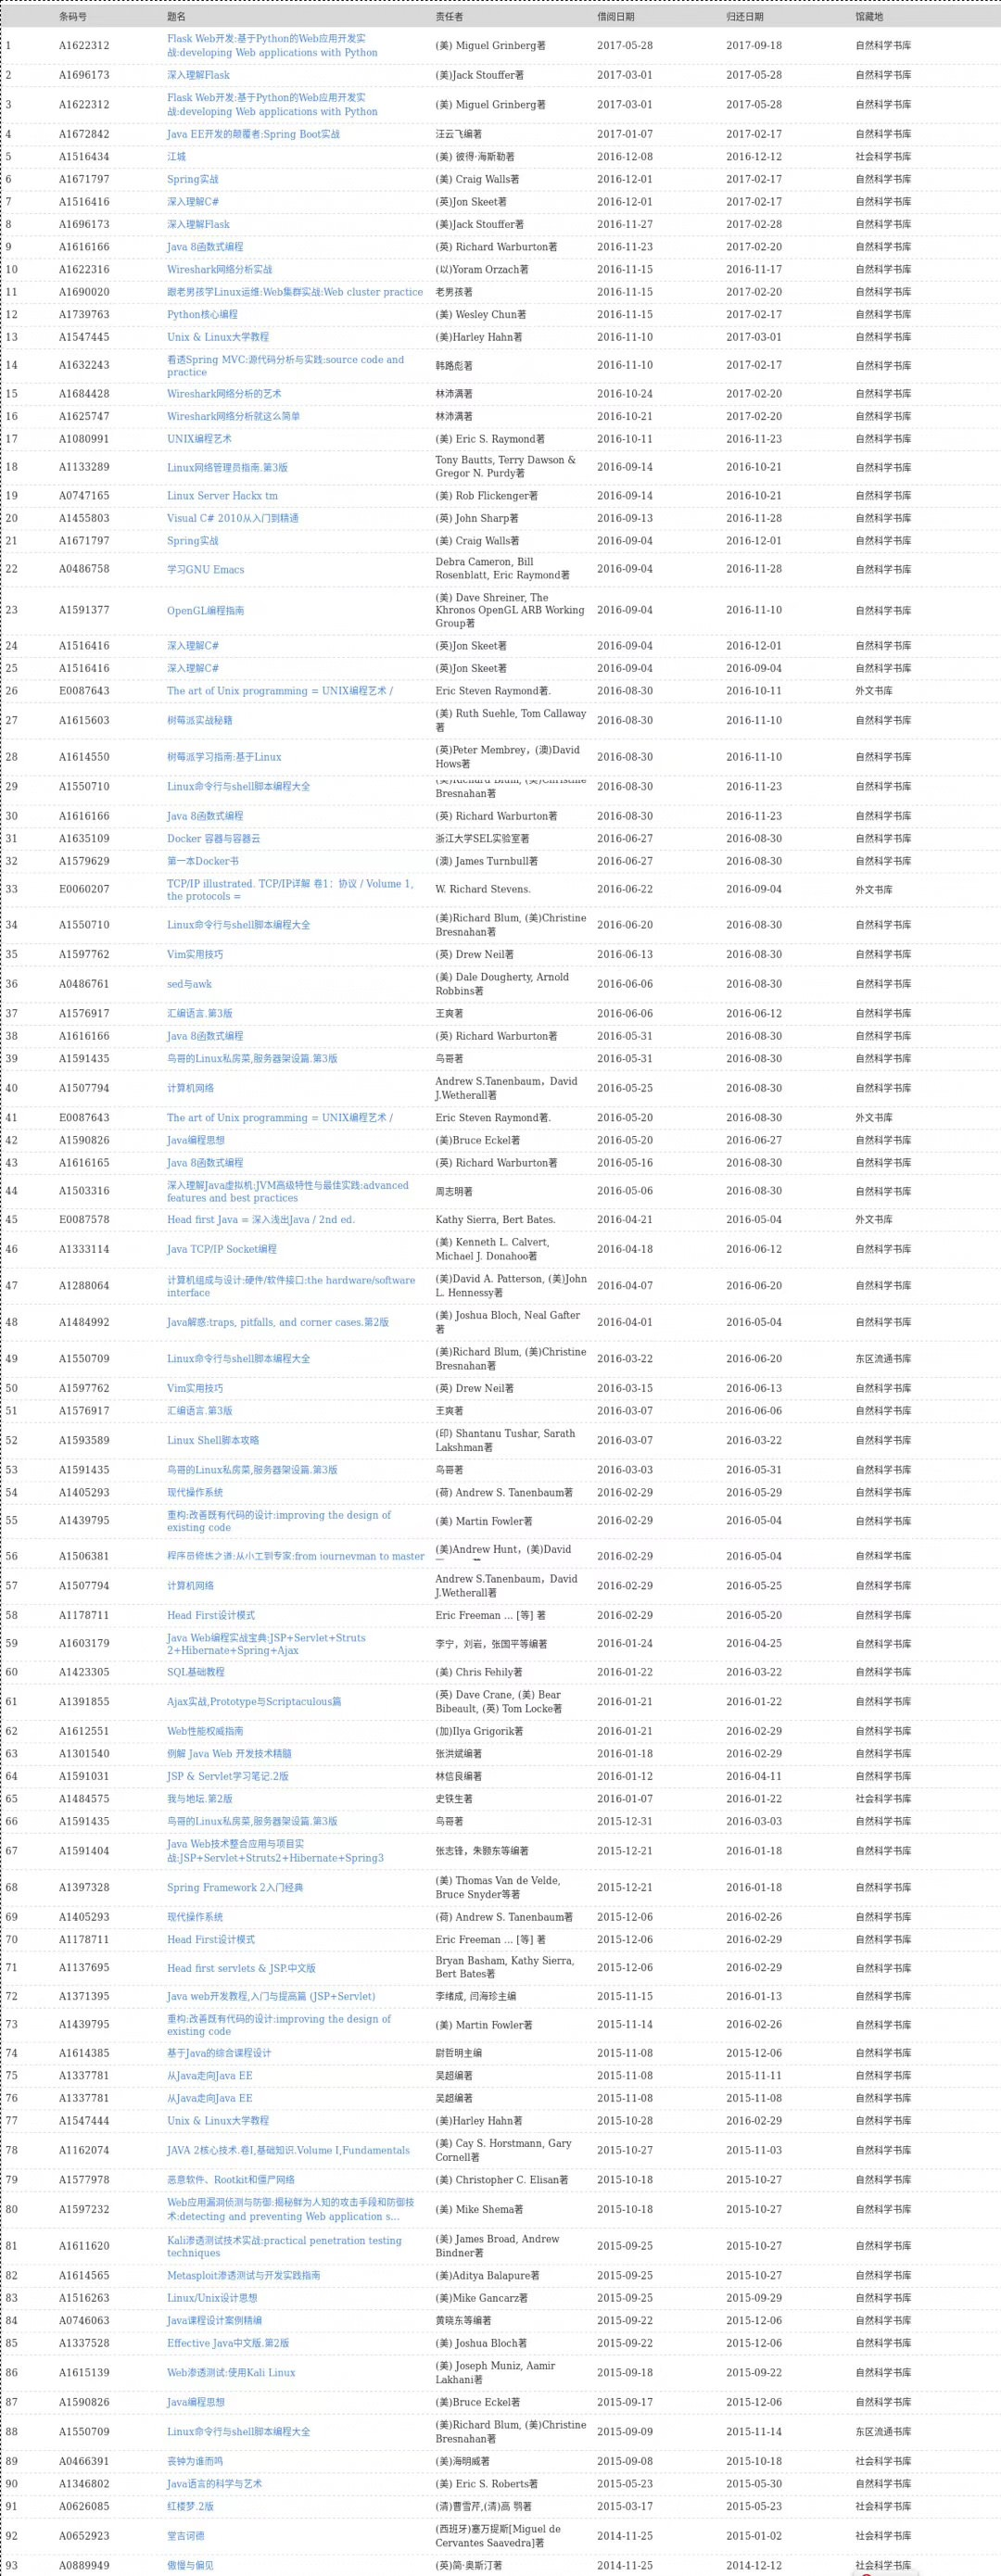 条码号 题名 责任者 借阅日期 归还日期 馆藏地
1 A1622312 Flask Web开发:基于Python的Web应用开发实
战:developing Web applications with Python (美) Miguel Grinberg著 2017-05-28 2017-09-18 自然科学书库
2 A1696173 深入理解Flask (美)Jack Stouffer著 2017-03-01 2017-05-28 自然科学书库
3 A1622312 Flask Web开发:基于Python的Web应用开发实
战:developing Web applications with Python (美) Miguel Grinberg著 2017-03-01 2017-05-28 自然科学书库
4 A1672842 Java EE开发的颠覆者:Spring Boot实战 汪云飞编著 2017-01-07 2017-02-17 自然科学书库
5 A1516434 江城 (美) 彼得·海斯勒著 2016-12-08 2016-12-12 社会科学书库
6 A1671797 Spring实战 (美) Craig Walls著 2016-12-01 2017-02-17 自然科学书库
7 A1516416 深入理解C# (英)Jon Skeet著 2016-12-01 2017-02-17 自然科学书库
8 A1696173 深入理解Flask (美)Jack Stouffer著 2016-11-27 2017-02-28 自然科学书库
9 A1616166 Java 8函数式编程 (英) Richard Warburton著 2016-11-23 2017-02-20 自然科学书库
10 A1622316 Wireshark网络分析实战 (以)Yoram Orzach著 2016-11-15 2016-11-17 自然科学书库
11 A1690020 跟老男孩学Linux运维:Web集群实战:Web cluster practice 老男孩著 2016-11-15 2017-02-20 自然科学书库
12 A1739763 Python核心编程 (美) Wesley Chun著 2016-11-15 2017-02-17 自然科学书库
13 A1547445 Unix & Linux大学教程 (美)Harley Hahn著 2016-11-10 2017-03-01 自然科学书库
14 A1632243 看透Spring MVC:源代码分析与实践:source code and
practice 韩路彪著 2016-11-10 2017-02-17 自然科学书库
15 A1684428 Wireshark网络分析的艺术 林沛满著 2016-10-24 2017-02-20 自然科学书库
16 A1625747 Wireshark网络分析就这么简单 林沛满著 2016-10-21 2017-02-20 自然科学书库
17 A1080991 UNIX编程艺术 (美) Eric S. Raymond著 2016-10-11 2016-11-23 自然科学书库
18 A1133289 Linux网络管理员指南.第3版 Tony Bautts, Terry Dawson &
Gregor N. Purdy著 2016-09-14 2016-10-21 自然科学书库
19 A0747165 Linux Server Hackx tm (美) Rob Flickenger著 2016-09-14 2016-10-21 自然科学书库
20 A1455803 Visual C# 2010从入门到精通 (英) John Sharp著 2016-09-13 2016-11-28 自然科学书库
21 A1671797 Spring实战 (美) Craig Walls著 2016-09-04 2016-12-01 自然科学书库
22 A0486758 学习GNU Emacs Debra Cameron, Bill
Rosenblatt, Eric Raymond著 2016-09-04 2016-11-28 自然科学书库
23 A1591377 OpenGL编程指南 (美) Dave Shreiner, The
Khronos OpenGL ARB Working
Group著 2016-09-04 2016-11-10 自然科学书库
24 A1516416 深入理解C# (英)Jon Skeet著 2016-09-04 2016-12-01 自然科学书库
25 A1516416 深入理解C# (英)Jon Skeet著 2016-09-04 2016-09-04 自然科学书库
26 E0087643 The art of Unix programming = UNIX编程艺术 / Eric Steven Raymond著. 2016-08-30 2016-10-11 外文书库
27 A1615603 树莓派实战秘籍 (美) Ruth Suehle, Tom Callaway
著 2016-08-30 2016-11-10 自然科学书库
28 A1614550 树莓派学习指南:基于Linux (英)Peter Membrey，(澳)David
Hows著 2016-08-30 2016-11-10 自然科学书库
29 A1550710 Linux命令行与shell脚本编程大全 (美)Richard Blum, (美)Christine
Bresnahan著 2016-08-30 2016-11-23 自然科学书库
30 A1616166 Java 8函数式编程 (英) Richard Warburton著 2016-08-30 2016-11-23 自然科学书库
31 A1635109 Docker 容器与容器云 浙江大学SEL实验室著 2016-06-27 2016-08-30 自然科学书库
32 A1579629 第一本Docker书 (澳) James Turnbull著 2016-06-27 2016-08-30 自然科学书库
33 E0060207 TCP/IP illustrated. TCP/IP详解 卷1：协议 / Volume 1,
the protocols = W. Richard Stevens. 2016-06-22 2016-09-04 外文书库
34 A1550710 Linux命令行与shell脚本编程大全 (美)Richard Blum, (美)Christine
Bresnahan著 2016-06-20 2016-08-30 自然科学书库
35 A1597762 Vim实用技巧 (英) Drew Neil著 2016-06-13 2016-08-30 自然科学书库
36 A0486761 sed与awk (美) Dale Dougherty, Arnold
Robbins著 2016-06-06 2016-08-30 自然科学书库
37 A1576917 汇编语言.第3版 王爽著 2016-06-06 2016-06-12 自然科学书库
38 A1616166 Java 8函数式编程 (英) Richard Warburton著 2016-05-31 2016-08-30 自然科学书库
39 A1591435 鸟哥的Linux私房菜,服务器架设篇.第3版 鸟哥著 2016-05-31 2016-08-30 自然科学书库
40 A1507794 计算机网络 Andrew S.Tanenbaum，David
J.Wetherall著 2016-05-25 2016-08-30 自然科学书库
41 E0087643 The art of Unix programming = UNIX编程艺术 / Eric Steven Raymond著. 2016-05-20 2016-08-30 外文书库
42 A1590826 Java编程思想 (美)Bruce Eckel著 2016-05-20 2016-06-27 自然科学书库
43 A1616165 Java 8函数式编程 (英) Richard Warburton著 2016-05-16 2016-08-30 自然科学书库
44 A1503316 深入理解Java虚拟机:JVM高级特性与最佳实践:advanced
features and best practices 周志明著 2016-05-06 2016-08-30 自然科学书库
45 E0087578 Head first Java = 深入浅出Java / 2nd ed. Kathy Sierra, Bert Bates. 2016-04-21 2016-05-04 外文书库
46 A1333114 Java TCP/IP Socket编程 (美) Kenneth L. Calvert,
Michael J. Donahoo著 2016-04-18 2016-06-12 自然科学书库
47 A1288064 计算机组成与设计:硬件/软件接口:the hardware/software
interface (美)David A. Patterson, (美)John
L. Hennessy著 2016-04-07 2016-06-20 自然科学书库
48 A1484992 Java解惑:traps, pitfalls, and corner cases.第2版 (美) Joshua Bloch, Neal Gafter
著 2016-04-01 2016-05-04 自然科学书库
49 A1550709 Linux命令行与shell脚本编程大全 (美)Richard Blum, (美)Christine
Bresnahan著 2016-03-22 2016-06-20 东区流通书库
50 A1597762 Vim实用技巧 (英) Drew Neil著 2016-03-15 2016-06-13 自然科学书库
51 A1576917 汇编语言.第3版 王爽著 2016-03-07 2016-06-06 自然科学书库
52 A1593589 Linux Shell脚本攻略 (印) Shantanu Tushar, Sarath
Lakshman著 2016-03-07 2016-03-22 自然科学书库
53 A1591435 鸟哥的Linux私房菜,服务器架设篇.第3版 鸟哥著 2016-03-03 2016-05-31 自然科学书库
54 A1405293 现代操作系统 (荷) Andrew S. Tanenbaum著 2016-02-29 2016-05-29 自然科学书库
55 A1439795 重构:改善既有代码的设计:improving the design of
existing code (美) Martin Fowler著 2016-02-29 2016-05-04 自然科学书库
56 A1506381 程序员修炼之道:从小工到专家:from journeyman to master (美)Andrew Hunt，(美)David
2016-02-29 2016-05-04 自然科学书库
57 A1507794 计算机网络 Andrew S.Tanenbaum，David
J.Wetherall著 2016-02-29 2016-05-25 自然科学书库
58 A1178711 Head First设计模式 Eric Freeman ... [等] 著 2016-02-29 2016-05-20 自然科学书库
59 A1603179 Java Web编程实战宝典:JSP+Servlet+Struts
2+Hibernate+Spring+Ajax 李宁，刘岩，张国平等编著 2016-01-24 2016-04-25 自然科学书库
60 A1423305 SQL基础教程 (美) Chris Fehily著 2016-01-22 2016-03-22 自然科学书库
61 A1391855 Ajax实战,Prototype与Scriptaculous篇 (英) Dave Crane, (美) Bear
Bibeault, (英) Tom Locke著 2016-01-21 2016-01-22 自然科学书库
62 A1612551 Web性能权威指南 (加)Ilya Grigorik著 2016-01-21 2016-02-29 自然科学书库
63 A1301540 例解 Java Web 开发技术精髓 张洪斌编著 2016-01-18 2016-02-29 自然科学书库
64 A1591031 JSP & Servlet学习笔记.2版 林信良编著 2016-01-12 2016-04-11 自然科学书库
65 A1484575 我与地坛.第2版 史铁生著 2016-01-07 2016-01-22 社会科学书库
66 A1591435 鸟哥的Linux私房菜,服务器架设篇.第3版 鸟哥著 2015-12-31 2016-03-03 自然科学书库
67 A1591404 Java Web技术整合应用与项目实
战:JSP+Servlet+Struts2+Hibernate+Spring3 张志锋，朱颢东等编著 2015-12-21 2016-01-18 自然科学书库
68 A1397328 Spring Framework 2入门经典 (美) Thomas Van de Velde,
Bruce Snyder等著 2015-12-21 2016-01-18 自然科学书库
69 A1405293 现代操作系统 (荷) Andrew S. Tanenbaum著 2015-12-06 2016-02-26 自然科学书库
70 A1178711 Head First设计模式 Eric Freeman ... [等] 著 2015-12-06 2016-02-29 自然科学书库
71 A1137695 Head first servlets & JSP.中文版 Bryan Basham, Kathy Sierra,
Bert Bates著 2015-12-06 2016-02-29 自然科学书库
72 A1371395 Java web开发教程,入门与提高篇 (JSP+Servlet) 李绪成, 闫海珍主编 2015-11-15 2016-01-13 自然科学书库
73 A1439795 重构:改善既有代码的设计:improving the design of
existing code (美) Martin Fowler著 2015-11-14 2016-02-26 自然科学书库
74 A1614385 基于Java的综合课程设计 尉哲明主编 2015-11-08 2015-12-06 自然科学书库
75 A1337781 从Java走向Java EE 吴超编著 2015-11-08 2015-11-11 自然科学书库
76 A1337781 从Java走向Java EE 吴超编著 2015-11-08 2015-11-08 自然科学书库
77 A1547444 Unix & Linux大学教程 (美)Harley Hahn著 2015-10-28 2016-02-29 自然科学书库
78 A1162074 JAVA 2核心技术.卷I,基础知识.Volume I,Fundamentals (美) Cay S. Horstmann, Gary
Cornell著 2015-10-27 2015-11-03 自然科学书库
79 A1577978 恶意软件、Rootkit和僵尸网络 (美) Christopher C. Elisan著 2015-10-18 2015-10-27 自然科学书库
80 A1597232 Web应用漏洞侦测与防御:揭秘鲜为人知的攻击手段和防御技
术:detecting and preventing Web application s... (美) Mike Shema著 2015-10-18 2015-10-27 自然科学书库
81 A1611620 Kali渗透测试技术实战:practical penetration testing
techniques (美) James Broad, Andrew
Bindner著 2015-09-25 2015-10-27 自然科学书库
82 A1614565 Metasploit渗透测试与开发实践指南 (美)Aditya Balapure著 2015-09-25 2015-10-27 自然科学书库
83 A1516263 Linux/Unix设计思想 (美)Mike Gancarz著 2015-09-25 2015-09-29 自然科学书库
84 A0746063 Java课程设计案例精编 黄晓东等编著 2015-09-22 2015-12-06 自然科学书库
85 A1337528 Effective Java中文版.第2版 (美) Joshua Bloch著 2015-09-22 2015-12-06 自然科学书库
86 A1615139 Web渗透测试:使用Kali Linux (美) Joseph Muniz, Aamir
Lakhani著 2015-09-18 2015-09-22 自然科学书库
87 A1590826 Java编程思想 (美)Bruce Eckel著 2015-09-17 2015-12-06 自然科学书库
88 A1550709 Linux命令行与shell脚本编程大全 (美)Richard Blum, (美)Christine
Bresnahan著 2015-09-09 2015-11-14 东区流通书库
89 A0466391 丧钟为谁而鸣 (美)海明威著 2015-09-08 2015-10-18 社会科学书库
90 A1346802 Java语言的科学与艺术 (美) Eric S. Roberts著 2015-05-23 2015-05-30 自然科学书库
91 A0626085 红楼梦.2版 (清)曹雪芹,(清)高 鹗著 2015-03-17 2015-05-23 社会科学书库
92 A0652923 堂吉诃德 (西班牙)塞万提斯[Miguel de
Cervantes Saavedra]著 2014-11-25 2015-01-02 社会科学书库
93 A0889949 傲慢与偏见 (英)简·奥斯汀著 2014-11-25 2014-12-12 社会科学书库